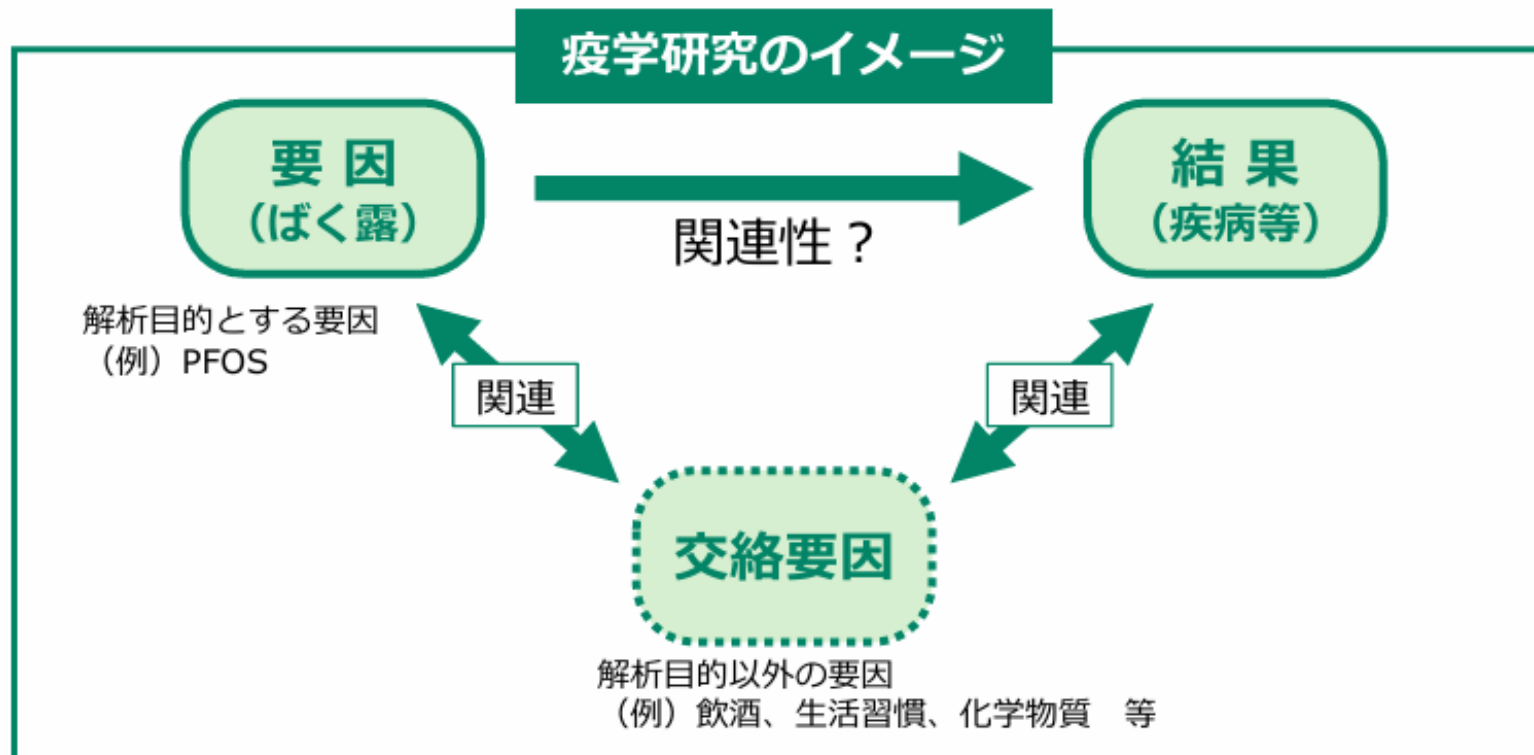 疫学研究のイメージ
要 因
（ばく露）
結 果
（疾病等）
関連性？
解析目的とする要因
（例）PFOS
関連
関連
交絡要因
解析目的以外の要因
（例）飲酒、生活習慣、化学物質　等